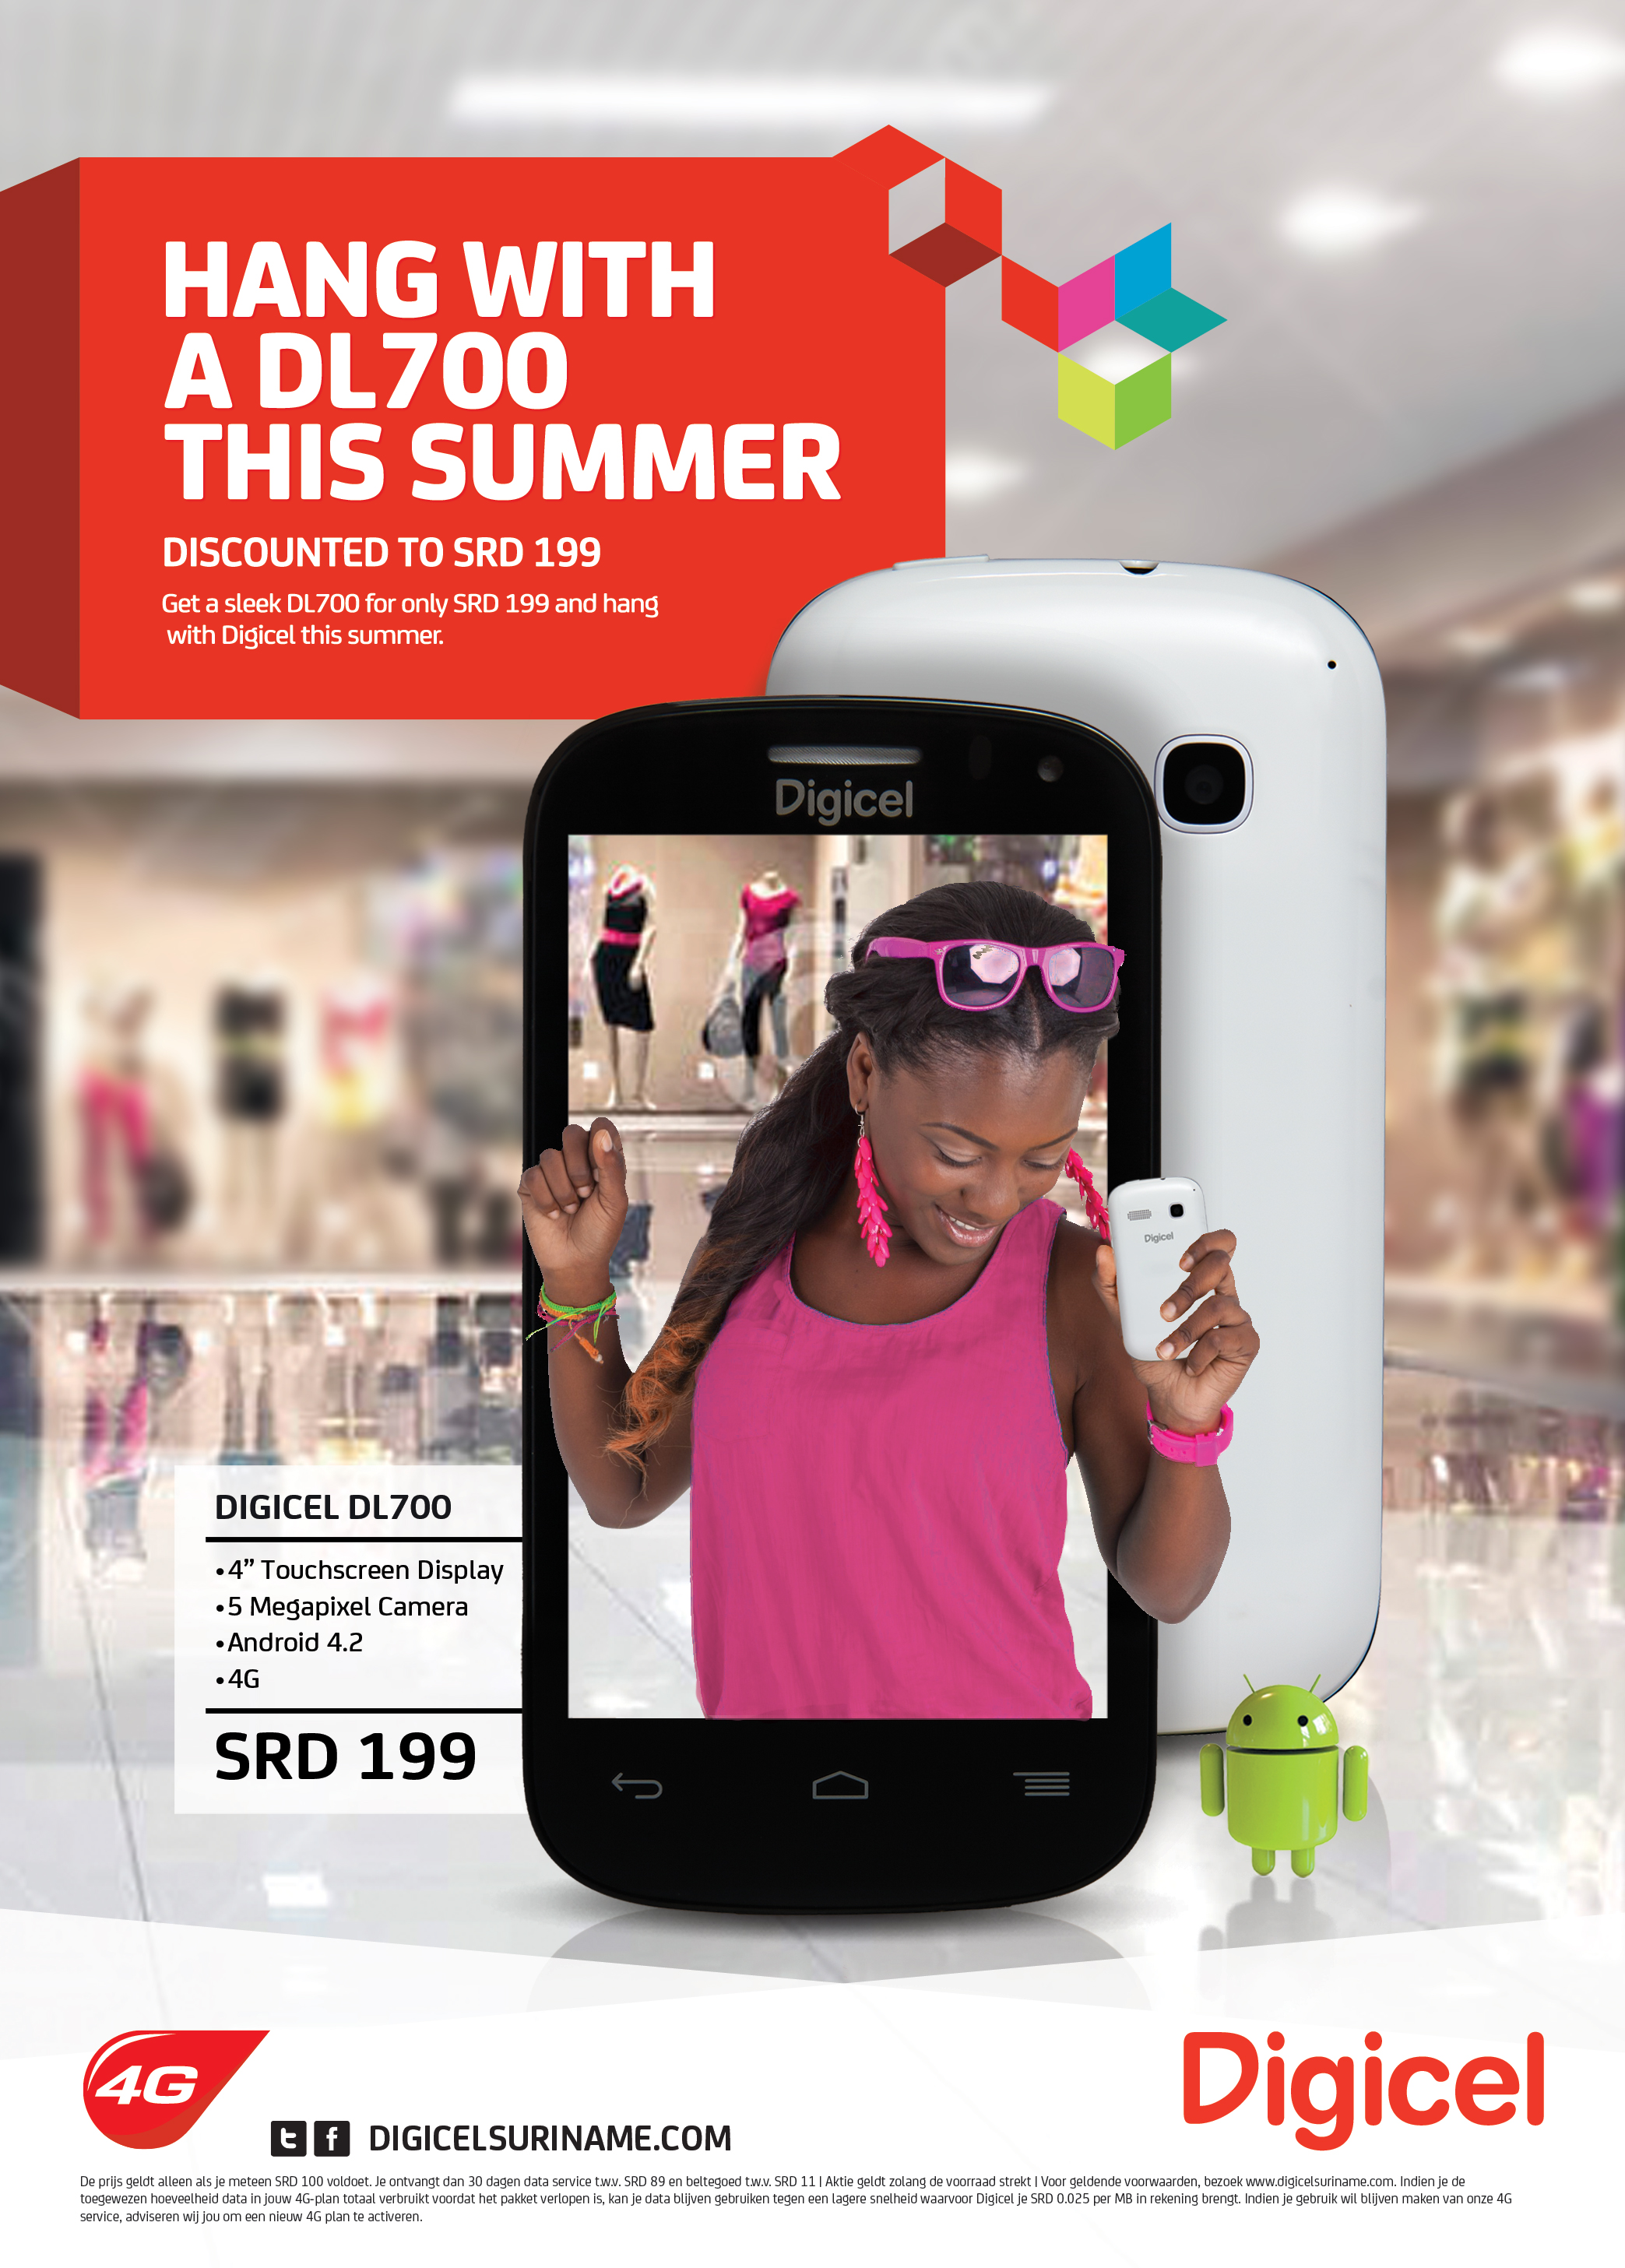 HANG WITH
A DL700
THIS SUMMER
DISCOUNTED TO SRD 199
Get a sleek DL700 for only SRD 199 and hang
with Digicel this summer.
Digicel
Digicel
DIGICEL DL700
•4” Touchscreen Display
•5 Megapixel Camera
•Android 4.2
•4G
SRD 199
4G
Digicel
DIGICELSURINAME.COM
De prijs geldt alleen als je meteen SRD 100 voldoet. Je ontvangt dan 30 dagen data service t.w.v. SRD 89 en beltegoed t.w.v. SRD 11 | Aktie geldt zolang de voorraad strekt | Voor geldende voorwaarden, bezoek www.digicelsuriname.com. Indien je de
toegewezen hoeveelheid data in jouw 4G-plan totaal verbruikt voordat het pakket verlopen is, kan je data blijven gebruiken tegen een lagere snelheid waarvoor Digicel je SRD 0.025 per MB in rekening brengt. Indien je gebruik wil blijven maken van onze 4G
service, adviseren wij jou om een nieuw 4G plan te activeren.